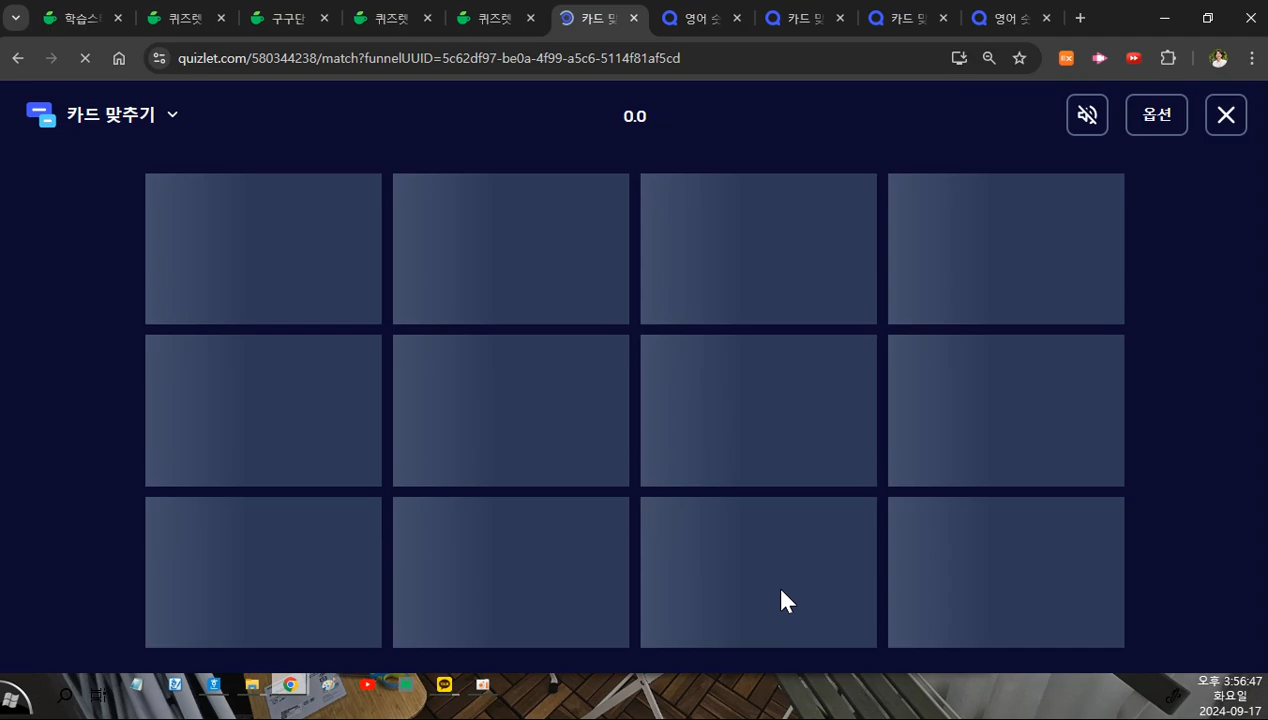 학습스
퀴즈렛
구구단
퀴즈렛
퀴즈렛
카드 맞
영어 숫
카드 맞
카드 맞
영어 숫
quizlet.com/580344238/match?funnelUUID=5c62df97-be0a-4f99-a5c6-5114f81af5cd
카드 맞추기
0.0
옵션
오후 3:56:47
화요일
2024-09-17